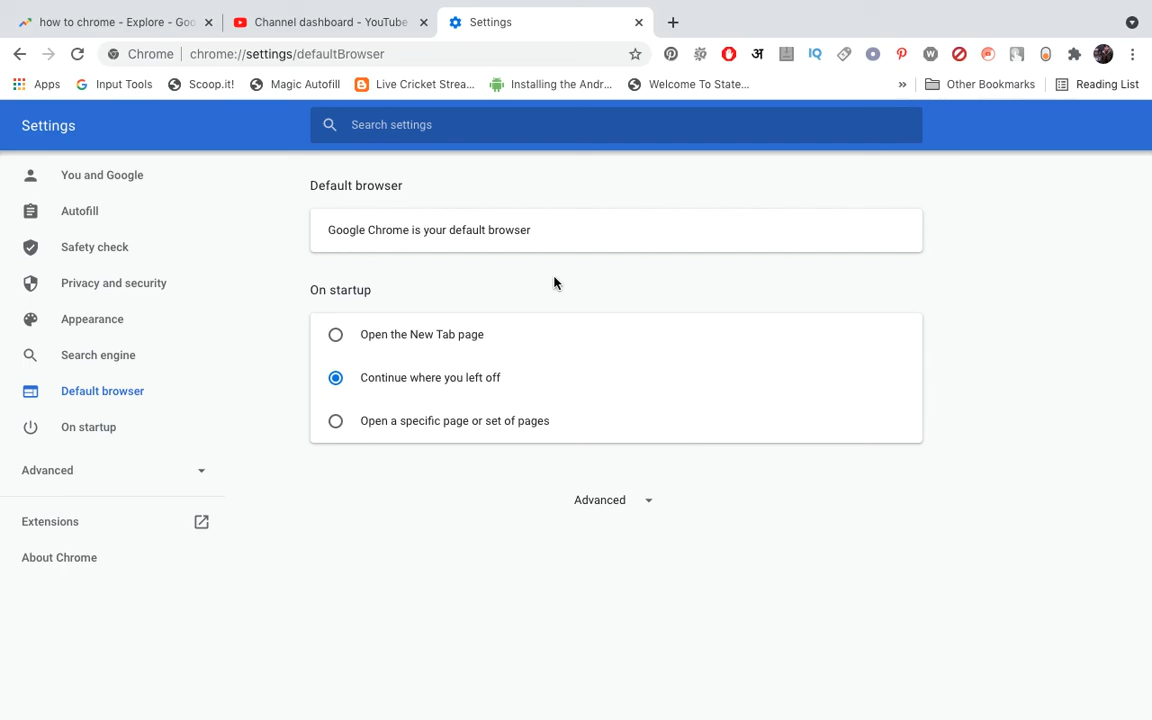 how to chrome - Explore - Goo
Channel dashboard - YouTube
Settings
Chrome | chrome://settings/defaultBrowser
Apps
Input Tools
Scoop.it!
Magic Autofill
Live Cricket Strea...
Installing the Andr...
Welcome To State...
»
Other Bookmarks
Reading List
Settings
Search settings
You and Google
Autofill
Safety check
Privacy and security
Appearance
Search engine
Default browser
On startup
Advanced
Extensions
About Chrome
Default browser
Google Chrome is your default browser
On startup
Open the New Tab page
Continue where you left off
Open a specific page or set of pages
Advanced